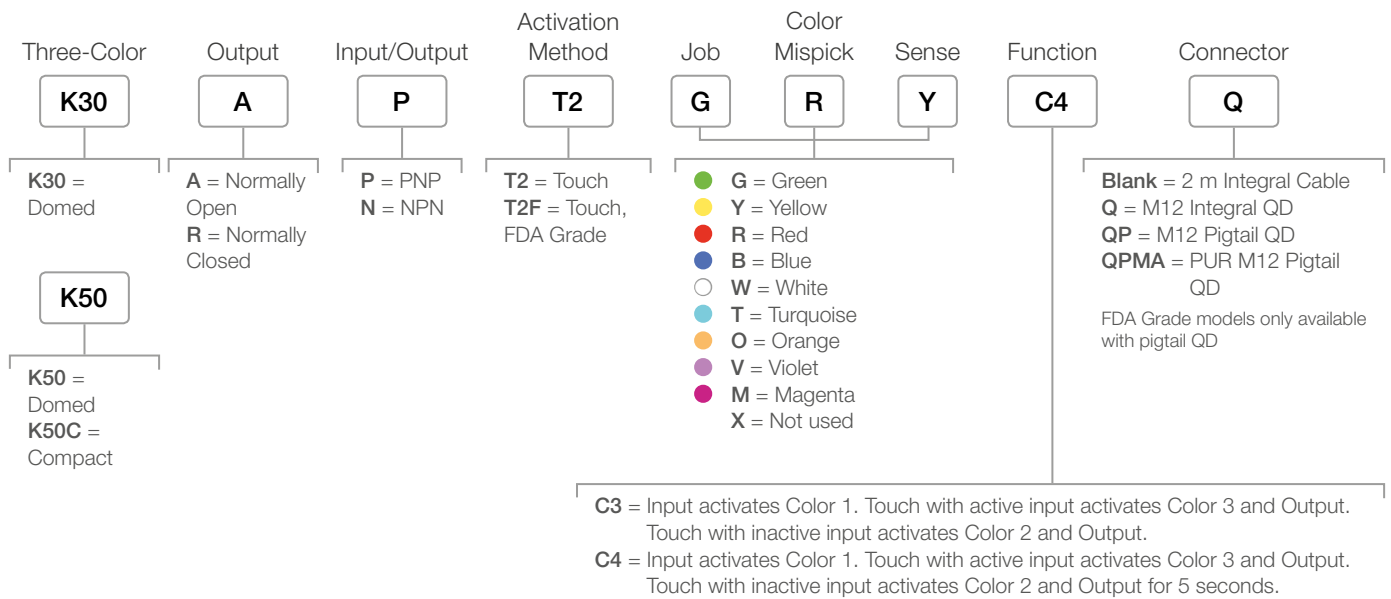 Three-Color
Output
Input/Output
Activation
Method
Job
Color
Mispick
Sense
Function
Connector
K30
A
P
T2
G
R
Y
C4
Q
K30 =
Domed
A = Normally
Open
R = Normally
Closed
P = PNP
N = NPN
T2 = Touch
T2F = Touch,
FDA Grade
G = Green
Y = Yellow
R = Red
B = Blue
W = White
T = Turquoise
O = Orange
V = Violet
M = Magenta
X = Not used
Blank = 2 m Integral Cable
Q = M12 Integral QD
QP = M12 Pigtail QD
QPMA = PUR M12 Pigtail
QD
FDA Grade models only available
with pigtail QD
K50
K50 =
Domed
K50C =
Compact
C3 = Input activates Color 1. Touch with active input activates Color 3 and Output.
Touch with inactive input activates Color 2 and Output.
C4 = Input activates Color 1. Touch with active input activates Color 3 and Output.
Touch with inactive input activates Color 2 and Output for 5 seconds.